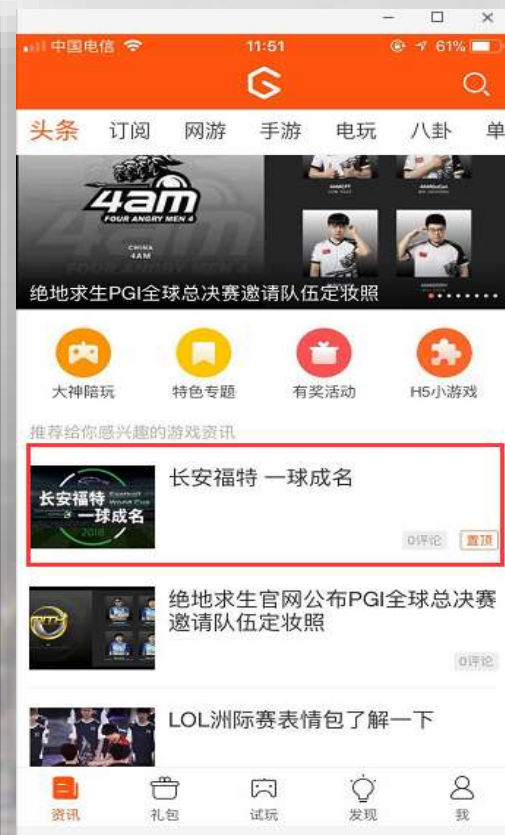 中国电信 11:51 61%
G
头条 订阅 网游 手游 电玩 八卦 单
4am
FOUR ANGRY MEN 4
CHINA
4AM
绝地求生PGI全球总决赛邀请队伍定妆照
大神陪玩 特色专题 有奖活动 H5小游戏
推荐给你感兴趣的游戏资讯
长安福特 一球成名
长安福特 Football World Cup
一球成名
2018
0评论 置顶
绝地求生官网公布PGI全球总决赛
邀请队伍定妆照
0评论
LOL洲际赛表情包了解一下
资讯 礼包 试玩 发现 我